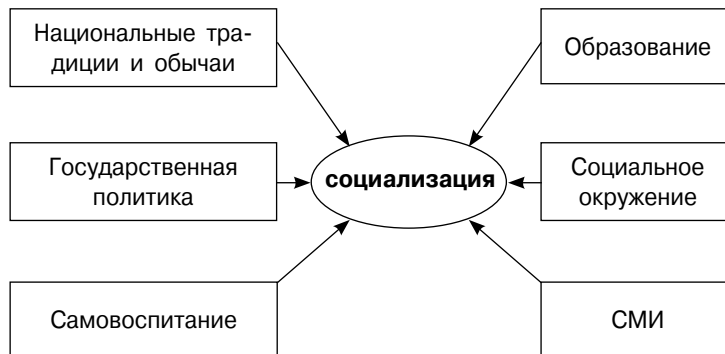 Национальные тра-
диции и обычаи
Образование
Государственная
политика
социализация
Социальное
окружение
Самовоспитание
СМИ